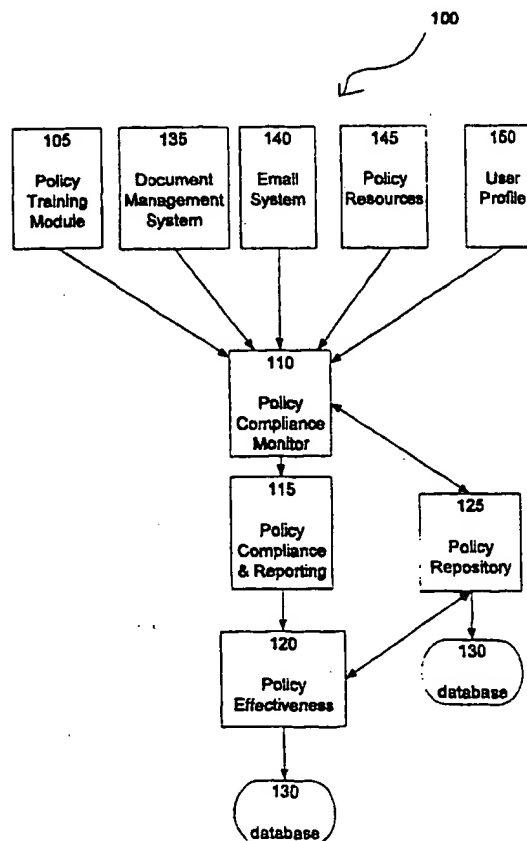 100
105
Policy
Training
Module
135
Document
Management
System
140
Email
System
145
Policy
Resources
150
User
Profile
110
Policy
Compliance
Monitor
115
Policy
Compliance
& Reporting
125
Policy
Repository
120
Policy
Effectiveness
130
database
130
database